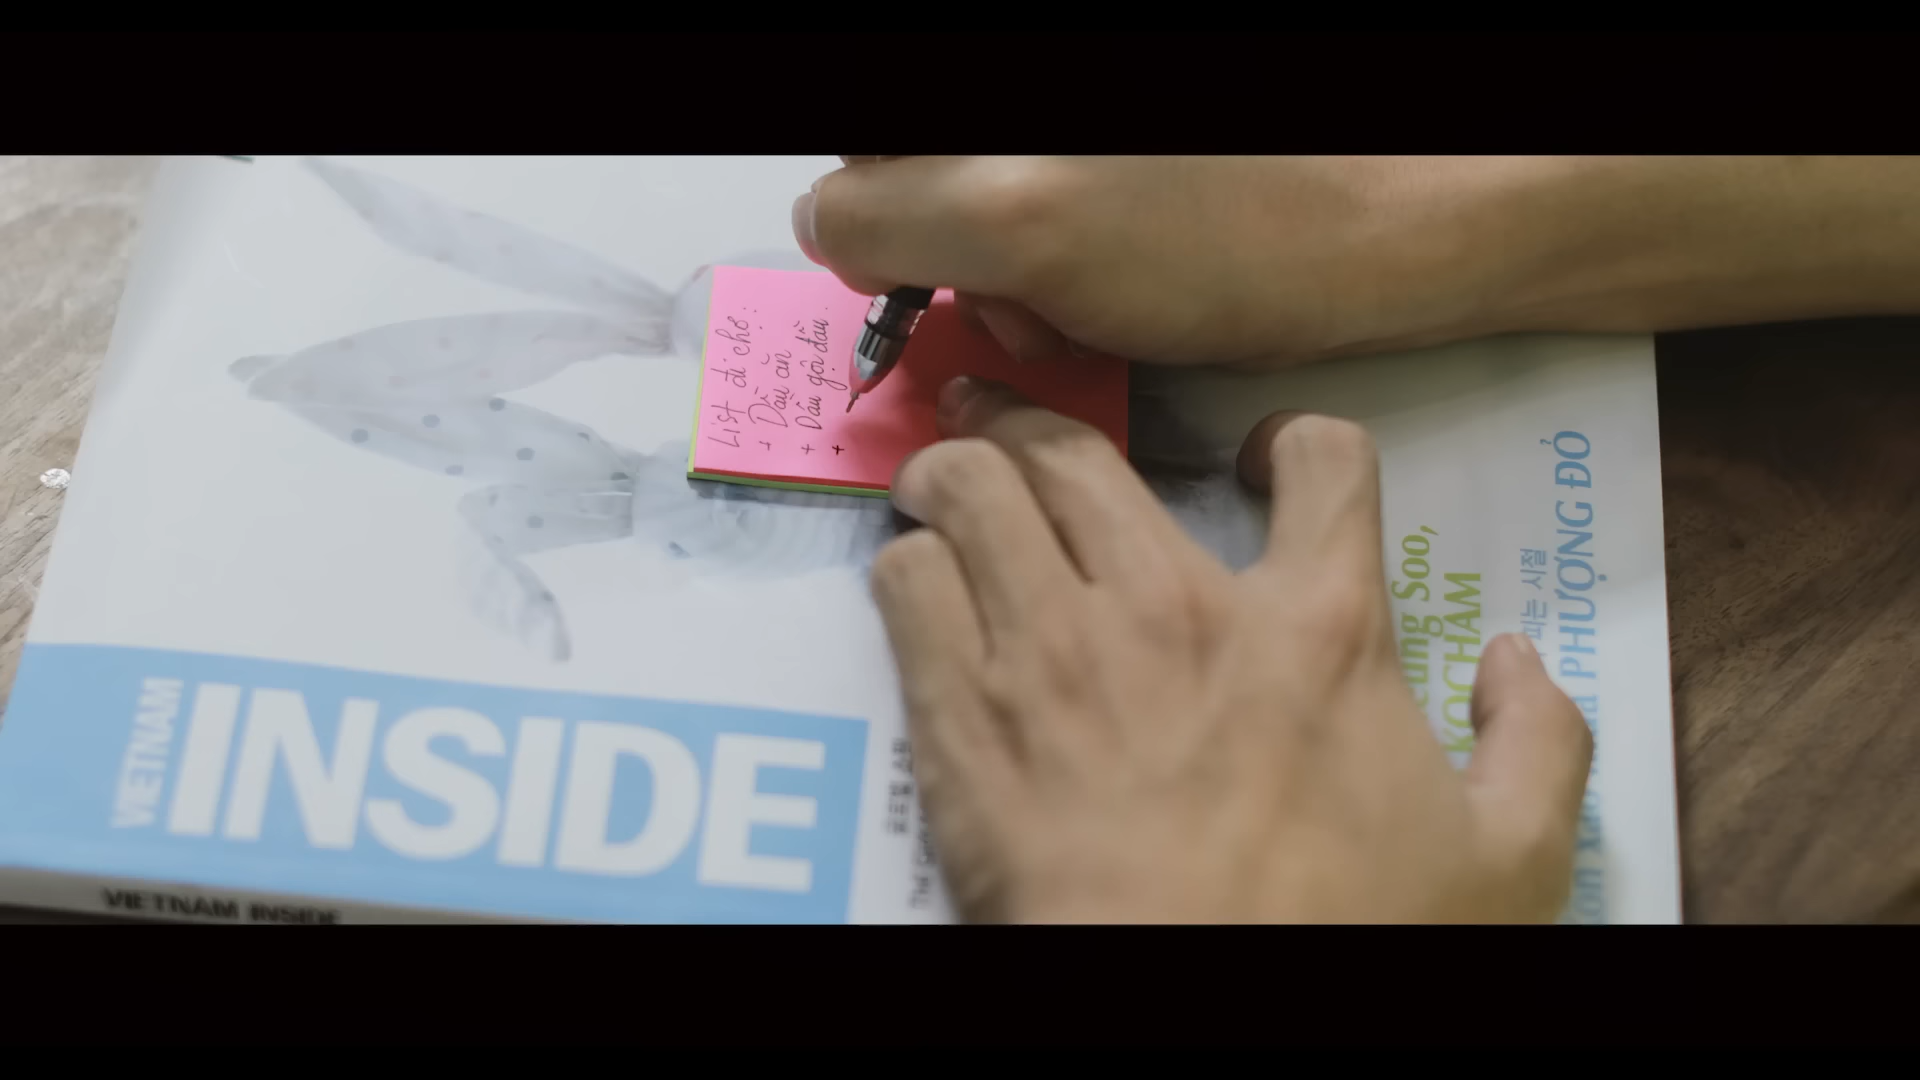 List đi chợ:
+ Dầu ăn
+ Dầu gội đầu.
+
VIETNAM
INSIDE
VIETNAM INSIDE
eung Soo,
KOCHAM
피는 시절
PHƯỢNG ĐỎ